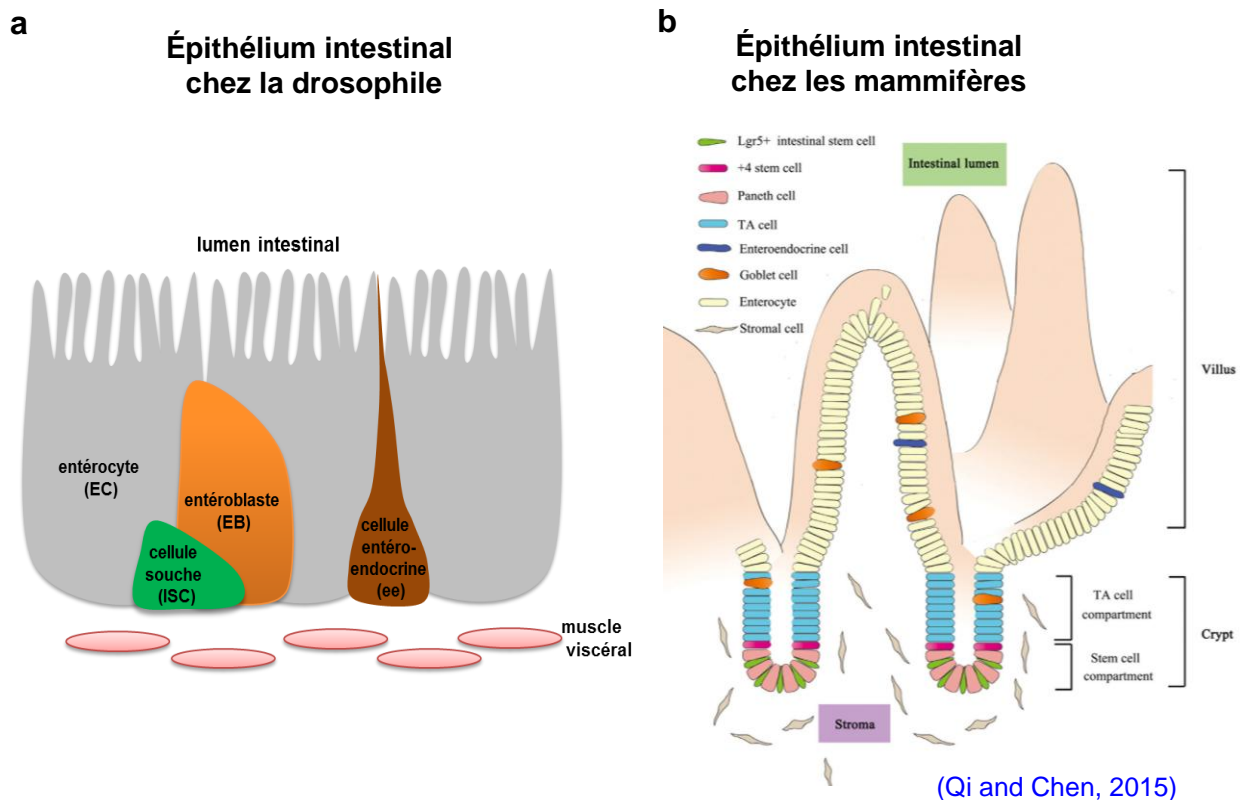 a
Épithélium intestinal
chez la drosophile
lumen intestinal
entérocyte
(EC)
entéroblaste
(EB)
cellule
souche
(ISC)
cellule
entéro-
endocrine
(ee)
muscle
viscéral
b
Épithélium intestinal
chez les mammifères
Lgr5+ intestinal stem cell
+4 stem cell
Paneth cell
TA cell
Enteroendocrine cell
Goblet cell
Enterocyte
Stromal cell
Intestinal lumen
Villus
TA cell
compartment
Crypt
Stem cell
compartment
Stroma
(Qi and Chen, 2015)